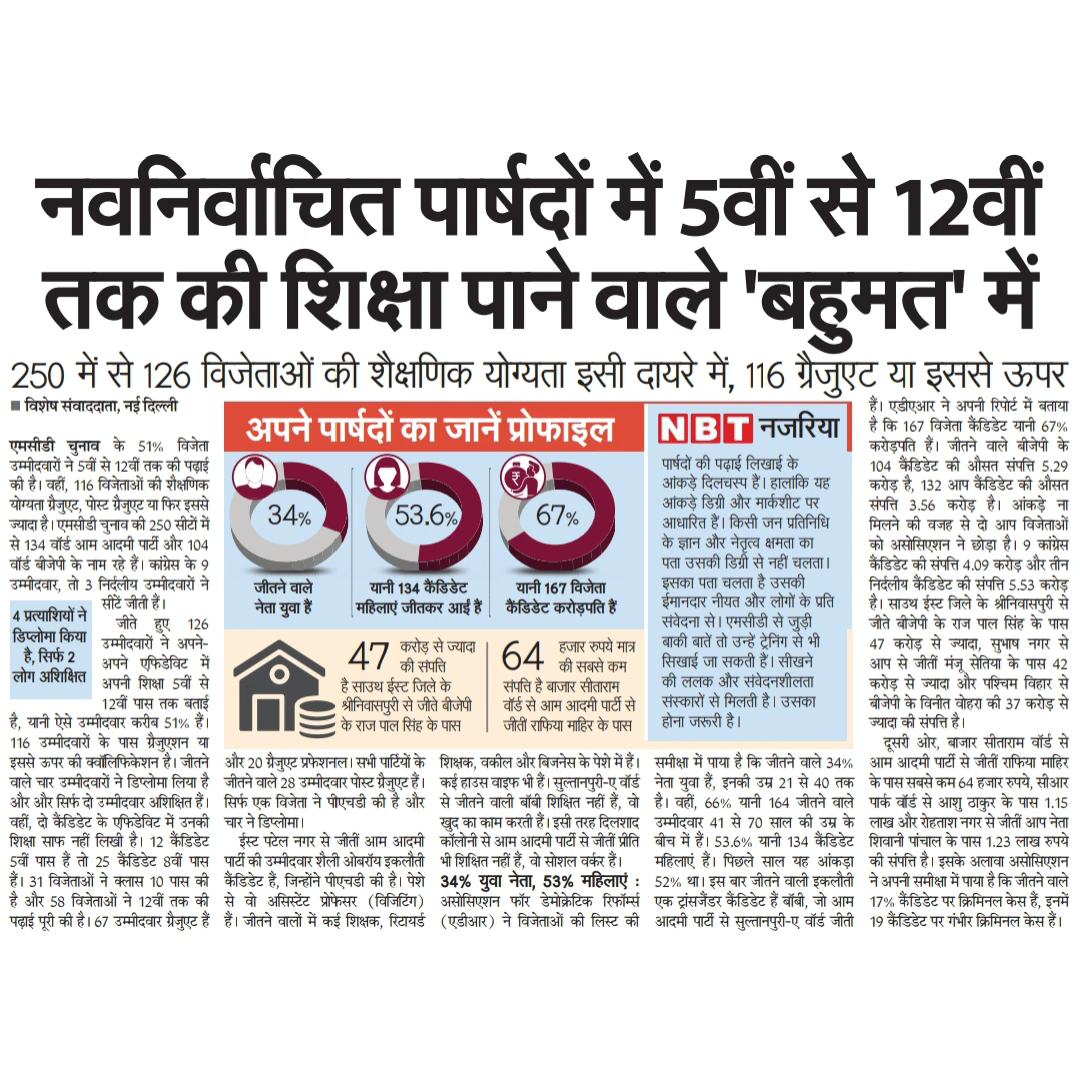 नवनिर्वाचित पार्षदों में 5वीं से 12वीं
तक की शिक्षा पाने वाले 'बहुमत' में
250 में से 126 विजेताओं की शैक्षणिक योग्यता इसी दायरे में, 116 ग्रैजुएट या इससे ऊपर
■ विशेष संवाददाता, नई दिल्ली
एमसीडी चुनाव के 51% विजेता
उम्मीदवारों ने 5वीं से 12वीं तक की पढ़ाई
की है। वहीं, 116 विजेताओं की शैक्षणिक
योग्यता ग्रैजुएट, पोस्ट ग्रैजुएट या फिर इससे
ज्यादा है। एमसीडी चुनाव की 250 सीटों में
से 134 वॉर्ड आम आदमी पार्टी और 104
वॉर्ड बीजेपी के नाम रहे हैं। कांग्रेस के 9
उम्मीदवार, तो 3 निर्दलीय उम्मीदवारों ने
सीटें जीती हैं।
4 प्रत्याशियों ने
डिप्लोमा किया
है, सिर्फ 2
लोग अशिक्षित
जीते हुए 126
उम्मीदवारों ने अपने-
अपने एफिडेविट में
अपनी शिक्षा 5वीं से
12वीं पास तक बताई
है, यानी ऐसे उम्मीदवार करीब 51% हैं।
116 उम्मीदवारों के पास ग्रैजुएशन या
इससे ऊपर की क्वॉलिफिकेशन है। जीतने
वाले चार उम्मीदवारों ने डिप्लोमा लिया है
और और सिर्फ दो उम्मीदवार अशिक्षित हैं।
वहीं, दो कैंडिडेट के एफिडेविट में उनकी
शिक्षा साफ नहीं लिखी है। 12 कैंडिडेट
5वीं पास हैं तो 25 कैंडिडेट 8वीं पास
हैं। 31 विजेताओं ने क्लास 10 पास की
है और 58 विजेताओं ने 12वीं तक की
पढ़ाई पूरी की है। 67 उम्मीदवार ग्रैजुएट हैं
अपने पार्षदों का जानें प्रोफाइल
34%
जीतने वाले
नेता युवा हैं
53.6%
यानी 134 कैंडिडेट
महिलाएं जीतकर आई हैं
67%
यानी 167 विजेता
कैंडिडेट करोड़पति हैं
47 करोड़ से ज्यादा
की संपत्ति
है साउथ ईस्ट जिले के
श्रीनिवासपुरी से जीते बीजेपी
के राज पाल सिंह के पास
64 हजार रुपये मात्र
की सबसे कम
संपत्ति है बाजार सीताराम
वॉर्ड से आम आदमी पार्टी से
जीतीं राफिया माहिर के पास
NBT नजरिया
पार्षदों की पढ़ाई लिखाई के
आंकड़े दिलचस्प हैं। हालांकि यह
आंकड़े डिग्री और मार्कशीट पर
आधारित हैं। किसी जन प्रतिनिधि
के ज्ञान और नेतृत्व क्षमता का
पता उसकी डिग्री से नहीं चलता।
इसका पता चलता है उसकी
ईमानदार नीयत और लोगों के प्रति
संवेदना से। एमसीडी से जुड़ी
बाकी बातें तो उन्हें ट्रेनिंग से भी
सिखाई जा सकती हैं। सीखने
की ललक और संवेदनशीलता
संस्कारों से मिलती है। उसका
होना जरूरी है।
और 20 ग्रैजुएट प्रफेशनल। सभी पार्टियों के
जीतने वाले 28 उम्मीदवार पोस्ट ग्रैजुएट हैं।
सिर्फ एक विजेता ने पीएचडी की है और
चार ने डिप्लोमा।
ईस्ट पटेल नगर से जीतीं आम आदमी
पार्टी की उम्मीदवार शैली ओबरॉय इकलौती
कैंडिडेट हैं, जिन्होंने पीएचडी की है। पेशे
से वो असिस्टेंट प्रोफेसर (विजिटिंग)
हैं। जीतने वालों में कई शिक्षक, रिटायर्ड
शिक्षक, वकील और बिजनेस के पेशे में हैं।
कई हाउस वाइफ भी हैं। सुल्तानपुरी-ए वॉर्ड
से जीतने वाली बॉबी शिक्षित नहीं हैं, वो
खुद का काम करती हैं। इसी तरह दिलशाद
कॉलोनी से आम आदमी पार्टी से जीतीं प्रीति
भी शिक्षित नहीं हैं, वो सोशल वर्कर हैं।
34% युवा नेता, 53% महिलाएं :
असोसिएशन फॉर डेमोक्रेटिक रिफॉर्म्स
(एडीआर) ने विजेताओं की लिस्ट की
समीक्षा में पाया है कि जीतने वाले 34%
नेता युवा हैं, इनकी उम्र 21 से 40 तक
है। वहीं, 66% यानी 164 जीतने वाले
उम्मीदवार 41 से 70 साल की उम्र के
बीच में हैं। 53.6% यानी 134 कैंडिडेट
महिलाएं हैं। पिछले साल यह आंकड़ा
52% था। इस बार जीतने वाली इकलौती
एक ट्रांसजेंडर कैंडिडेट हैं बॉबी, जो आम
आदमी पार्टी से सुल्तानपुरी-ए वॉर्ड जीती
हैं। एडीआर ने अपनी रिपोर्ट में बताया
है कि 167 विजेता कैंडिडेट यानी 67%
करोड़पति हैं। जीतने वाले बीजेपी के
104 कैंडिडेट की औसत संपत्ति 5.29
करोड़ है, 132 आप कैंडिडेट की औसत
संपत्ति 3.56 करोड़ है। आंकड़े ना
मिलने की वजह से दो आप विजेताओं
को असोसिएशन ने छोड़ा है। 9 कांग्रेस
कैंडिडेट की संपत्ति 4.09 करोड़ और तीन
निर्दलीय कैंडिडेट की संपत्ति 5.53 करोड़
है। साउथ ईस्ट जिले के श्रीनिवासपुरी से
जीते बीजेपी के राज पाल सिंह के पास
47 करोड़ से ज्यादा, सुभाष नगर से
आप से जीतीं मंजू सेतिया के पास 42
करोड़ से ज्यादा और पश्चिम विहार से
बीजेपी के विनीत वोहरा की 37 करोड़ से
ज्यादा की संपत्ति है।
दूसरी ओर, बाजार सीताराम वॉर्ड से
आम आदमी पार्टी से जीतीं राफिया माहिर
के पास सबसे कम 64 हजार रुपये, सीआर
पार्क वॉर्ड से आशु ठाकुर के पास 1.15
लाख और रोहताश नगर से जीतीं आप नेता
शिवानी पांचाल के पास 1.23 लाख रुपये
की संपत्ति है। इसके अलावा असोसिएशन
ने अपनी समीक्षा में पाया है कि जीतने वाले
17% कैंडिडेट पर क्रिमिनल केस हैं, इनमें
19 कैंडिडेट पर गंभीर क्रिमिनल केस हैं।